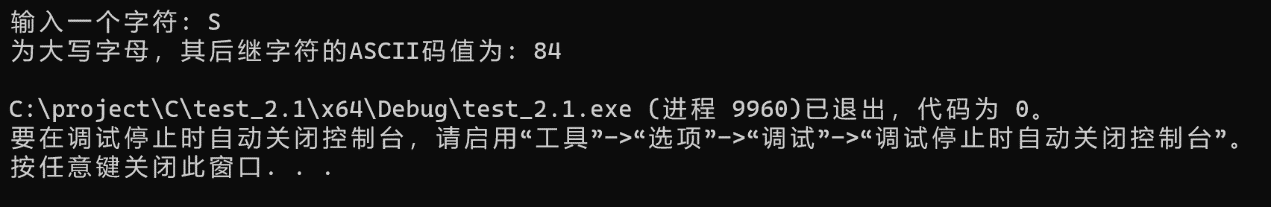 输入一个字符: S
为大写字母, 其后继字符的ASCII码值为: 84
C:\project\C\test_2.1\x64\Debug\test_2.1.exe (进程 9960)已退出, 代码为 0。
要在调试停止时自动关闭控制台, 请启用“工具”->“选项”->“调试”->“调试停止时自动关闭控制台”。
按任意键关闭此窗口. . .